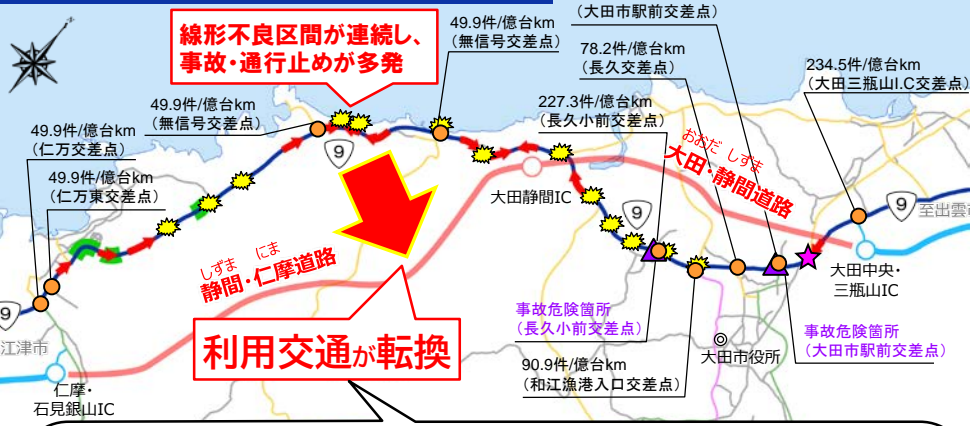 49.9件/億台km
(無信号交差点)
(大田市駅前交差点)
78.2件/億台km
(長久交差点)
234.5件/億台km
(大田三瓶山I.C交差点)
線形不良区間が連続し、
事故・通行止めが多発
49.9件/億台km
(無信号交差点)
227.3件/億台km
(長久小前交差点)
49.9件/億台km
(仁万交差点)
49.9件/億台km
(仁万東交差点)
9
おおだ しずま
大田・静間道路
大田静間IC
9
9
至出雲市
しずま にま
静間・仁摩道路
大田中央・
三瓶山IC
9
江津市
利用交通が転換
事故危険箇所
(長久小前交差点)
90.9件/億台km
(和江漁港入口交差点)
大田市役所
事故危険箇所
(大田市駅前交差点)
仁摩・
石見銀山IC